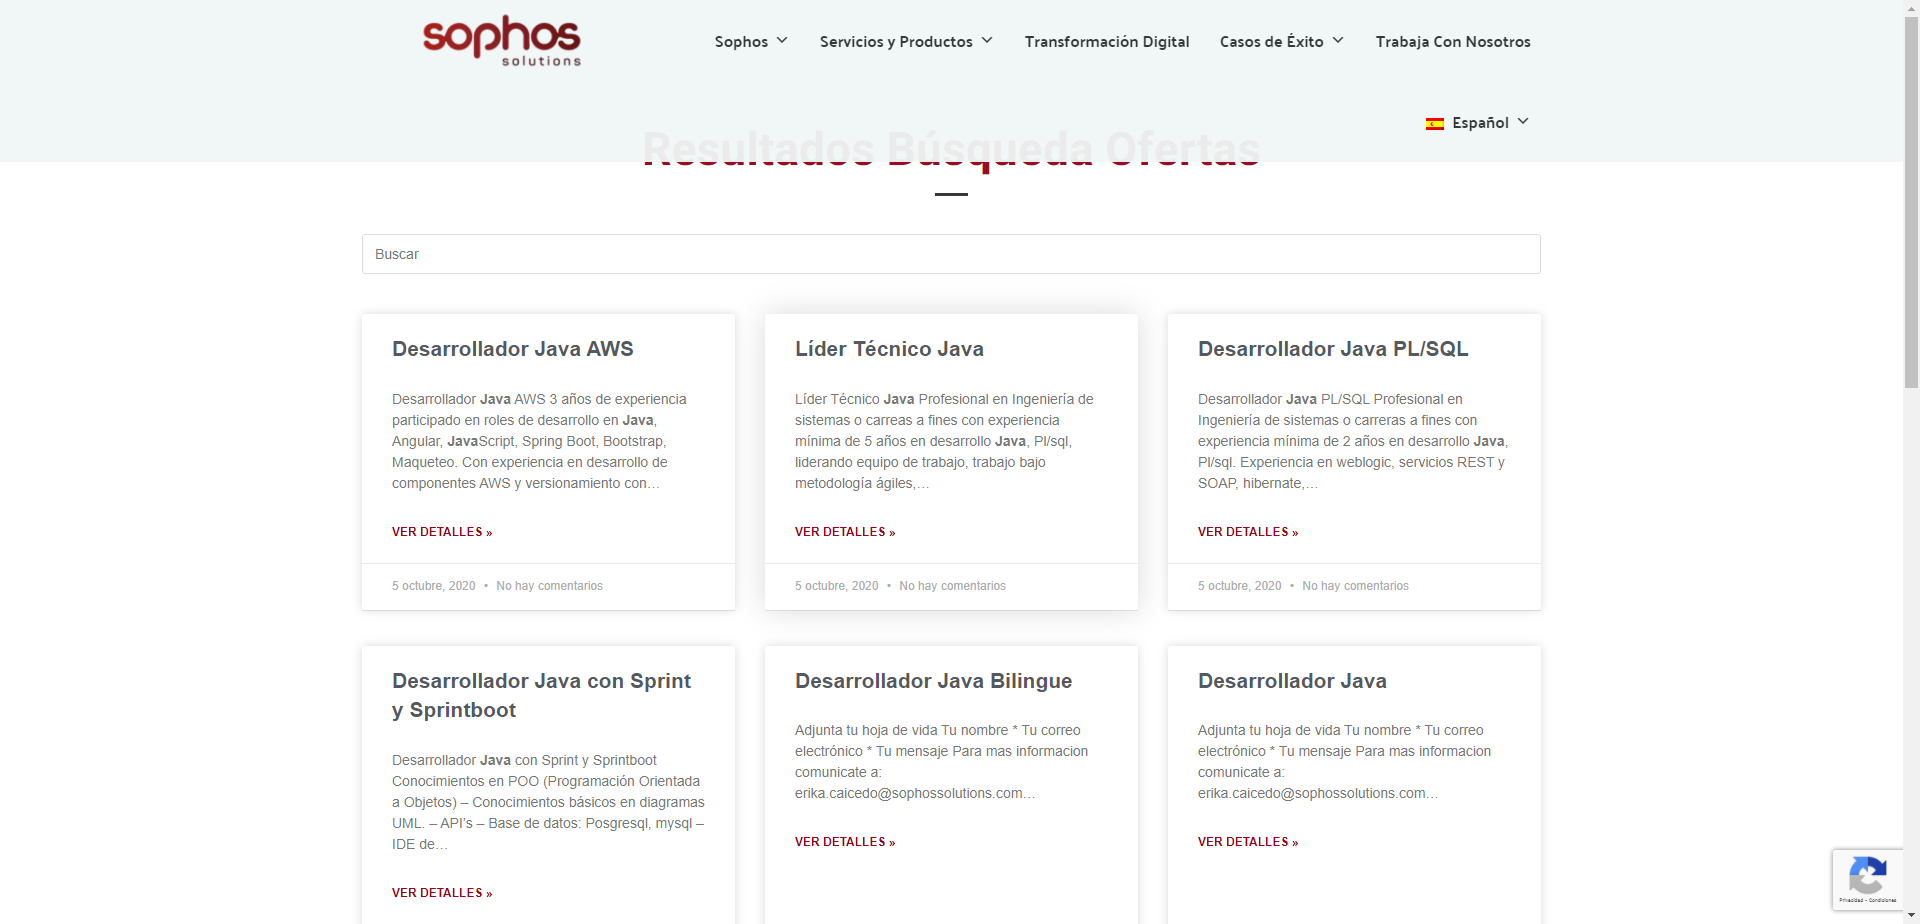 sophos
solutions
Sophos
Servicios y Productos
Transformación Digital
Casos de Éxito
Trabaja Con Nosotros
Español
Resultados Búsqueda Ofertas
Buscar
Desarrollador Java AWS
Desarrollador Java AWS 3 años de experiencia
participado en roles de desarrollo en Java,
Angular, JavaScript, Spring Boot, Bootstrap,
Maqueteo. Con experiencia en desarrollo de
componentes AWS y versionamiento con…
VER DETALLES »
5 octubre, 2020 • No hay comentarios
Líder Técnico Java
Líder Técnico Java Profesional en Ingeniería de
sistemas o carreas a fines con experiencia
mínima de 5 años en desarrollo Java, Pl/sql,
liderando equipo de trabajo, trabajo bajo
metodología ágiles,…
VER DETALLES »
5 octubre, 2020 • No hay comentarios
Desarrollador Java PL/SQL
Desarrollador Java PL/SQL Profesional en
Ingeniería de sistemas o carreras a fines con
experiencia mínima de 2 años en desarrollo Java,
Pl/sql. Experiencia en weblogic, servicios REST y
SOAP, hibernate,…
VER DETALLES »
5 octubre, 2020 • No hay comentarios
Desarrollador Java con Sprint
y Sprintboot
Desarrollador Java con Sprint y Sprintboot
Conocimientos en POO (Programación Orientada
a Objetos) – Conocimientos básicos en diagramas
UML. – API’s – Base de datos: Posgresql, mysql –
IDE de…
VER DETALLES »
Desarrollador Java Bilingue
Adjunta tu hoja de vida Tu nombre * Tu correo
electrónico * Tu mensaje Para mas informacion
comunicate a:
erika.caicedo@sophossolutions.com…
VER DETALLES »
Desarrollador Java
Adjunta tu hoja de vida Tu nombre * Tu correo
electrónico * Tu mensaje Para mas informacion
comunicate a:
erika.caicedo@sophossolutions.com…
VER DETALLES »
Privacidad - Condiciones